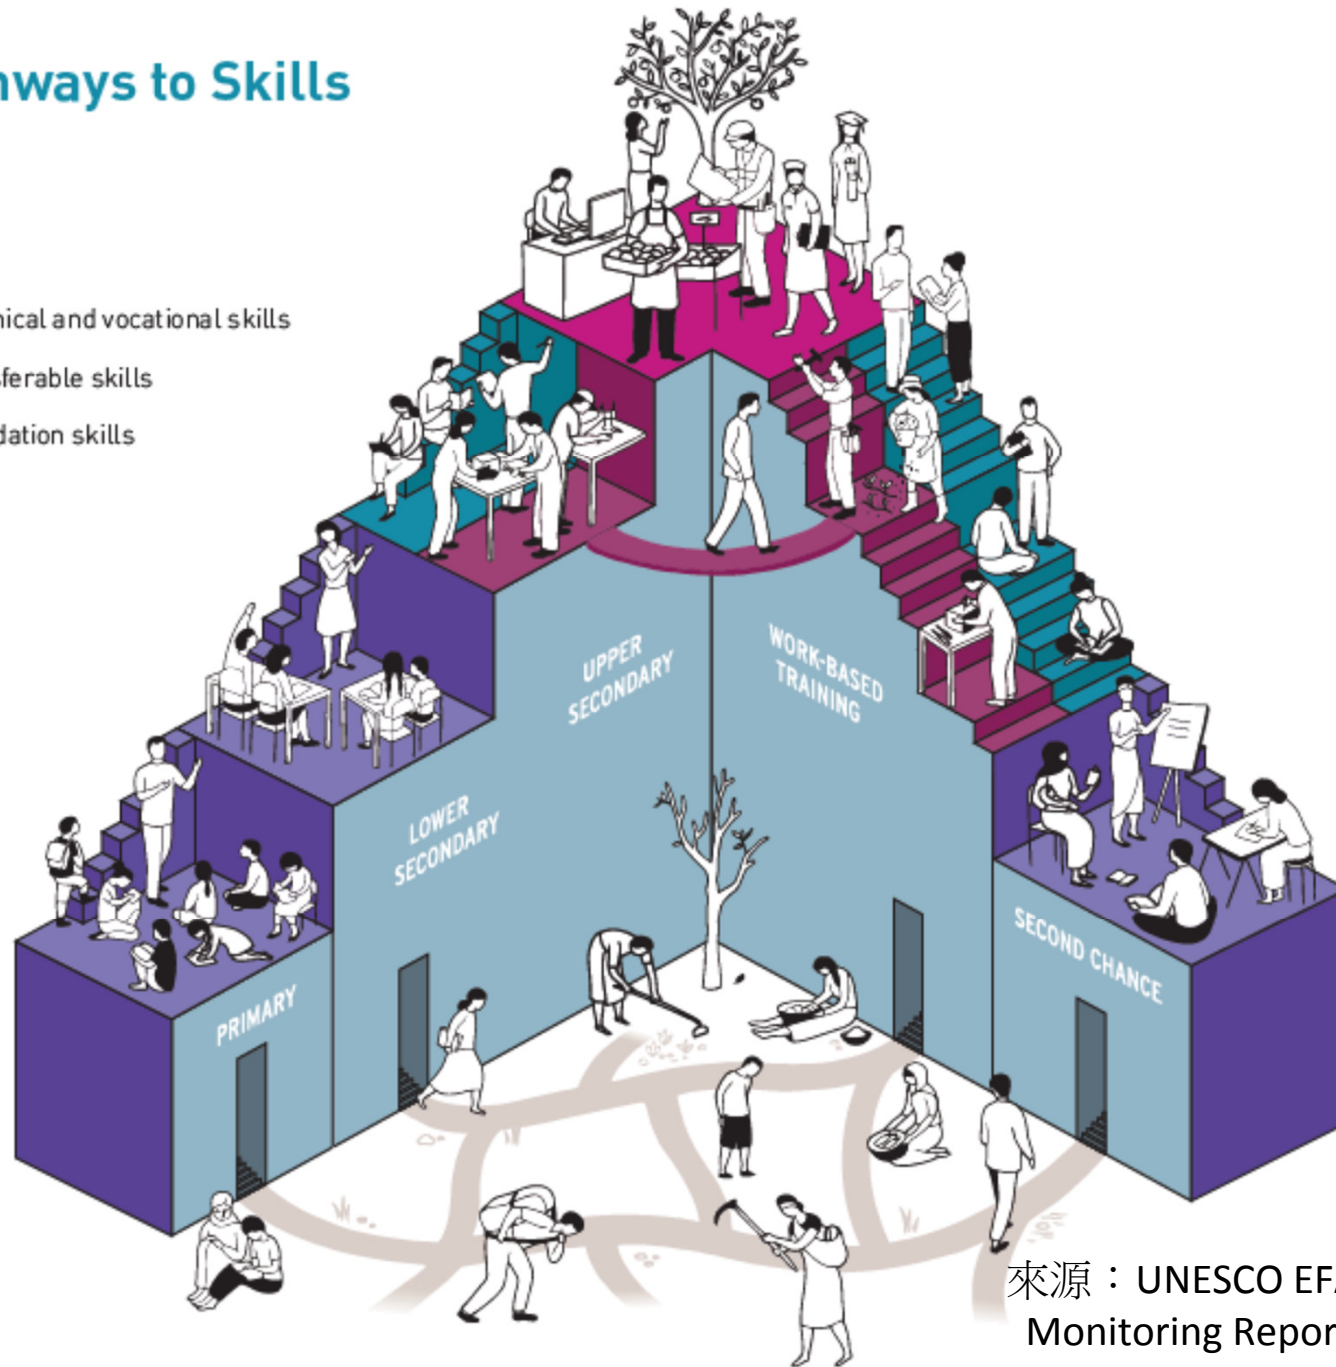 nways to Skills
nical and vocational skills
sferable skills
dation skills
UPPER
SECONDARY
WORK-BASED
TRAINING
LOWER
SECONDARY
SECOND CHANCE
PRIMARY
來源：UNESCO EFA
Monitoring Repor